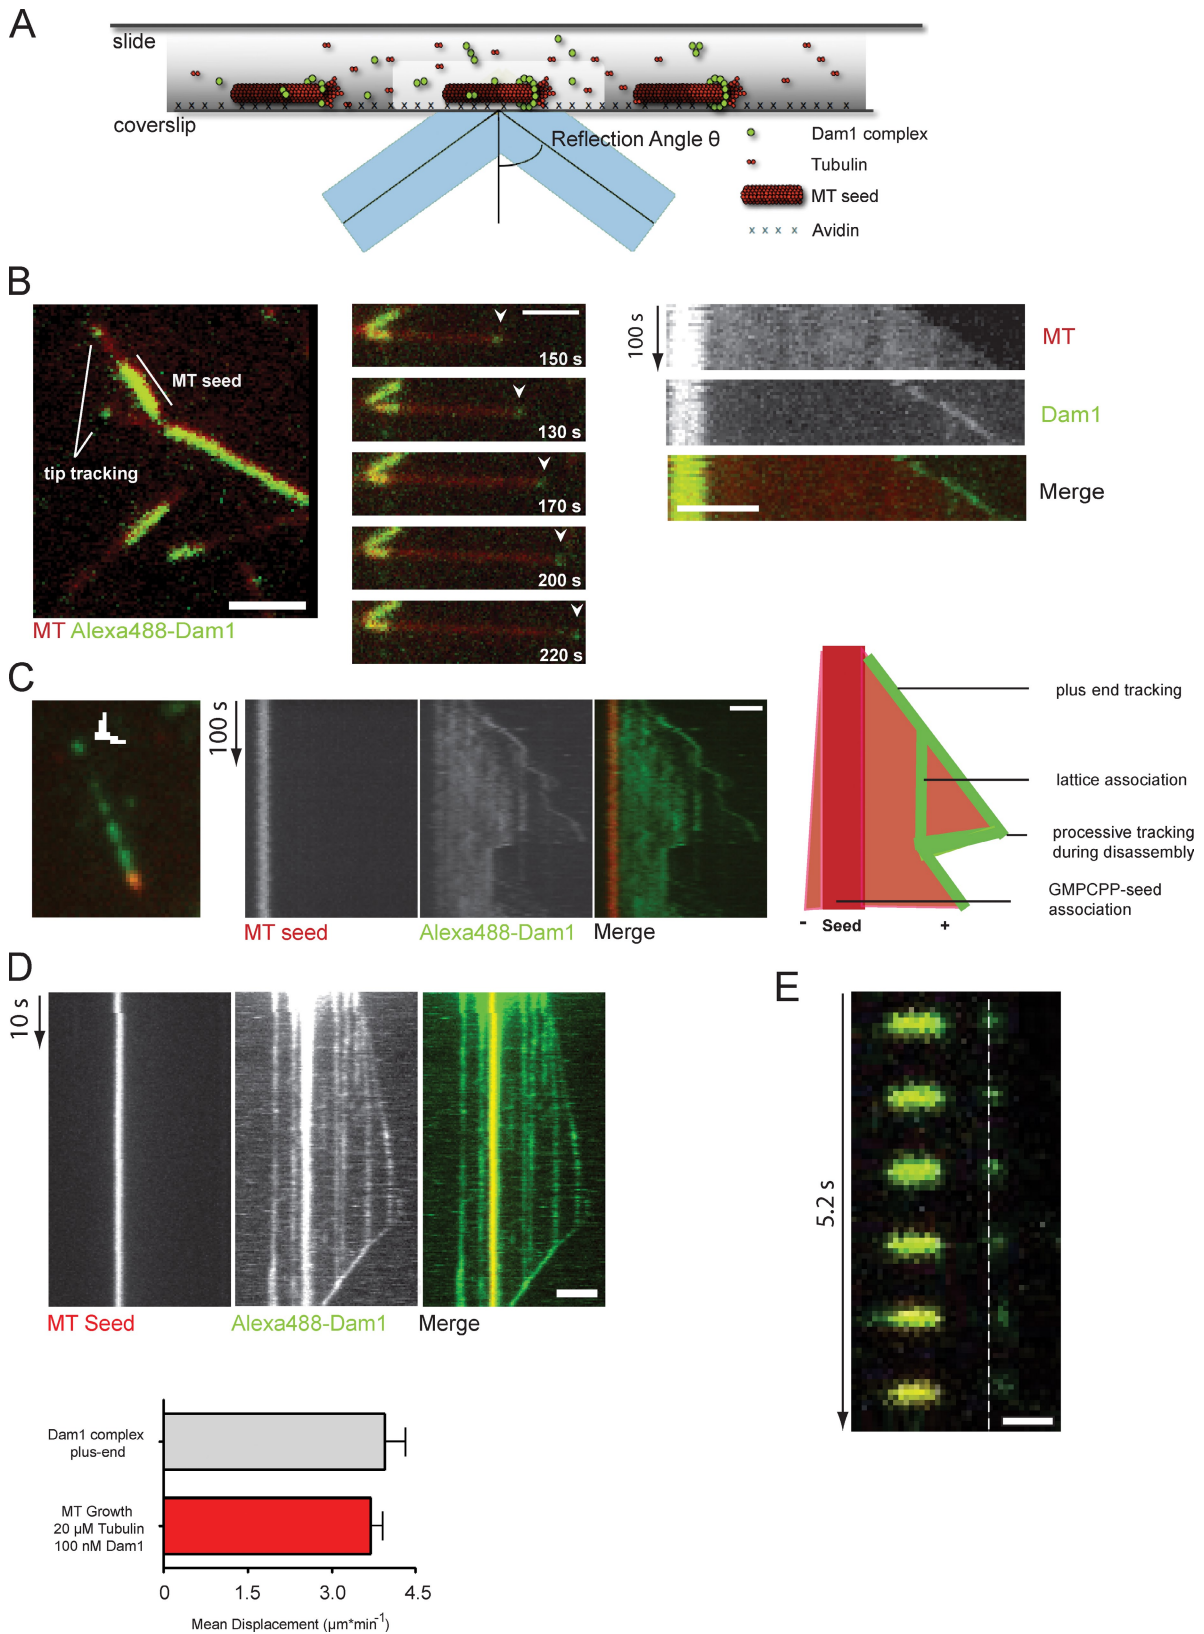 A
slide
coverslip
Reflection Angle θ
Dam1 complex
Tubulin
MT seed
x x x x Avidin
B
MT seed
tip tracking
MT Alexa488-Dam1
150 s
130 s
170 s
200 s
220 s
100 s
MT
Dam1
Merge
C
100 s
MT seed
Alexa488-Dam1
Merge
plus end tracking
lattice association
processive tracking
during disassembly
GMPCPP-seed
association
- Seed +
D
10 s
MT Seed
Alexa488-Dam1
Merge
E
5.2 s
Dam1 complex
plus-end
MT Growth
20 µM Tubulin
100 nM Dam1
0 1.5 3.0 4.5
Mean Displacement (µm*min⁻¹)